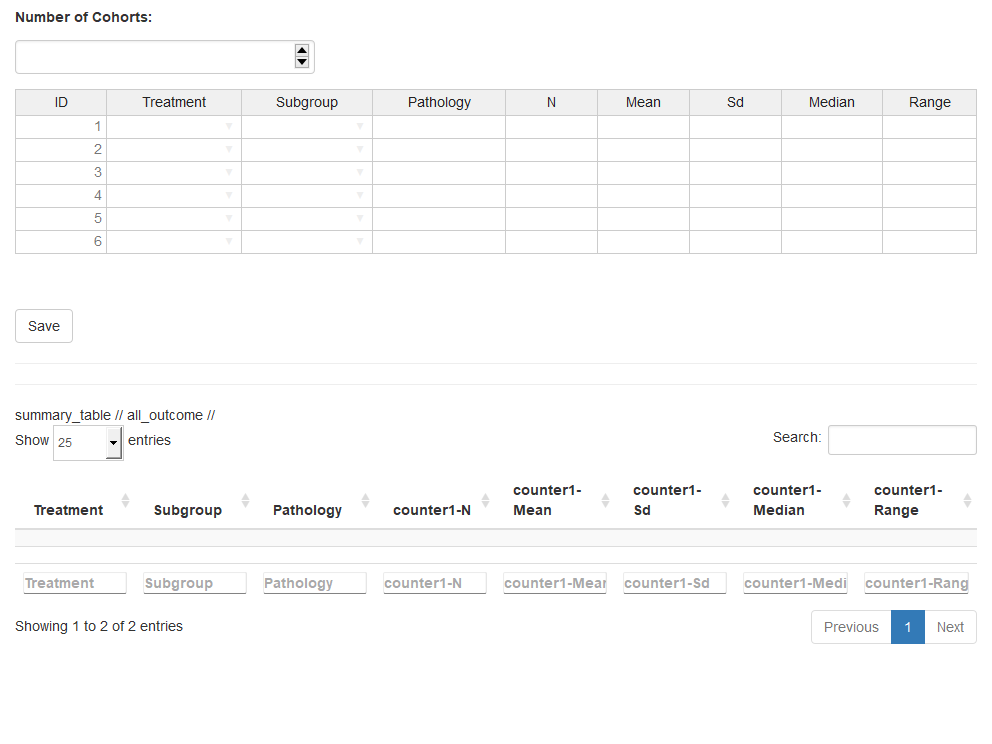 Number of Cohorts:
ID Treatment Subgroup Pathology N Mean Sd Median Range
1
2
3
4
5
6
Save
summary_table // all_outcome //
Show 25 entries Search:
Treatment Subgroup Pathology counter1-N counter1-Mean counter1-Sd counter1-Median counter1-Range
Treatment Subgroup Pathology counter1-N counter1-Mear counter1-Sd counter1-Medi counter1-Rang
Showing 1 to 2 of 2 entries Previous 1 Next